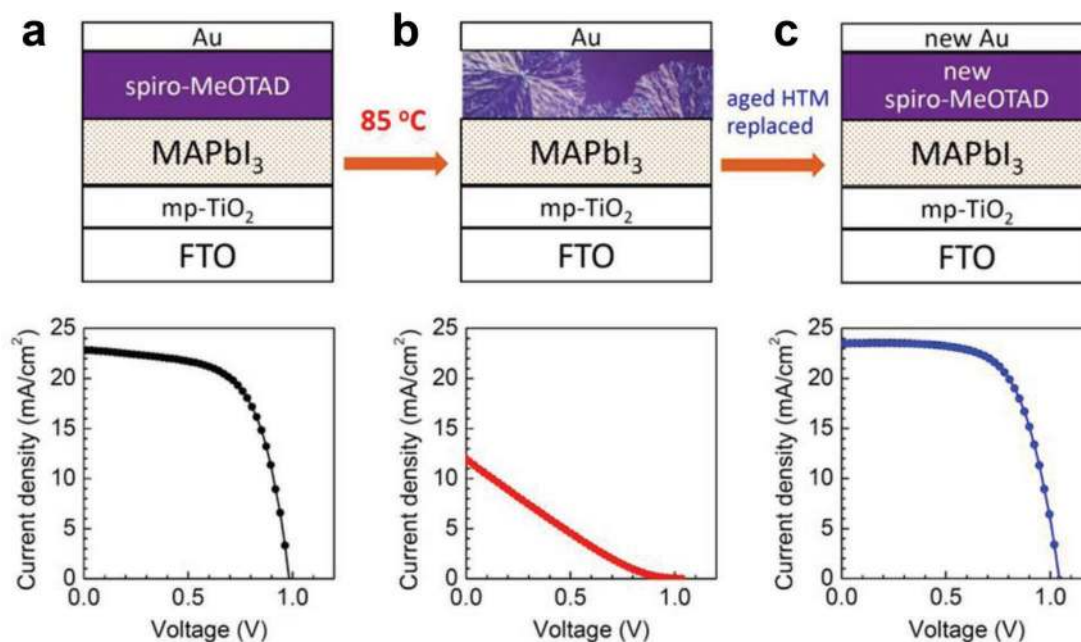 a
Au
spiro-MeOTAD
MAPbI₃
mp-TiO₂
FTO
85 °C
b
Au
MAPbI₃
mp-TiO₂
FTO
aged HTM
replaced
c
new Au
new
spiro-MeOTAD
MAPbI₃
mp-TiO₂
FTO
Current density (mA/cm²)
25
20
15
10
5
0
0.0 0.5 1.0
Voltage (V)
Current density (mA/cm²)
25
20
15
10
5
0
0.0 0.5 1.0
Voltage (V)
Current density (mA/cm²)
25
20
15
10
5
0
0.0 0.5 1.0
Voltage (V)